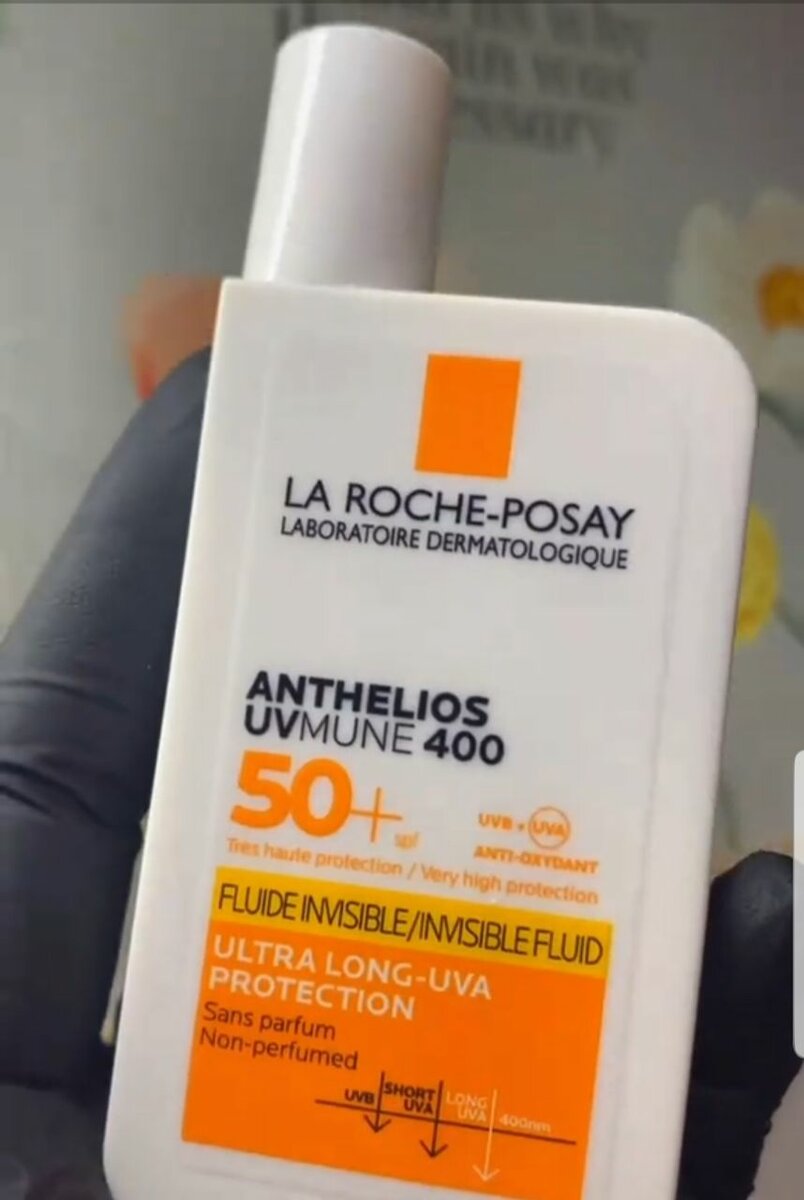 LA ROCHE-POSAY
LABORATOIRE DERMATOLOGIQUE
ANTHELIOS
UVMUNE 400
50+ spf
UVB + UVA
ANTI-OXYDANT
Très haute protection / Very high protection
FLUIDE INVISIBLE/INVISIBLE FLUID
ULTRA LONG-UVA
PROTECTION
Sans parfum
Non-perfumed
UVB
SHORT
UVA
LONG
UVA
400nm